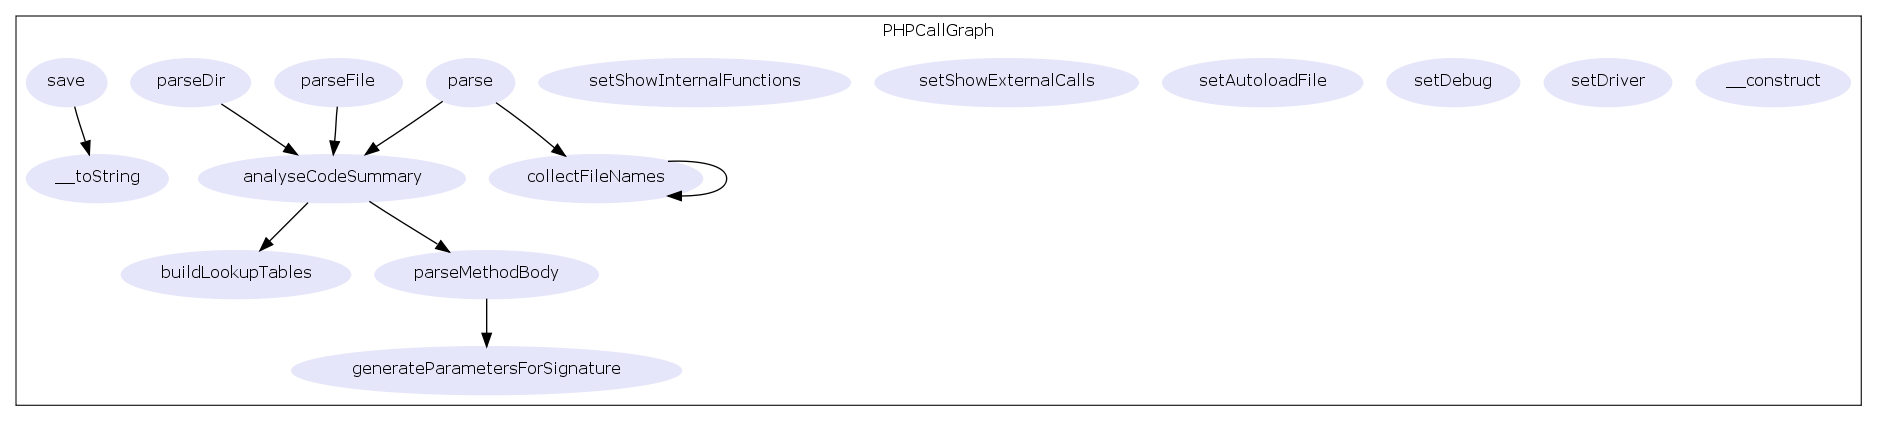 PHPCallGraph
save
parseDir
parseFile
parse
setShowInternalFunctions
setShowExternalCalls
setAutoloadFile
setDebug
setDriver
__construct
__toString
analyseCodeSummary
collectFileNames
buildLookupTables
parseMethodBody
generateParametersForSignature